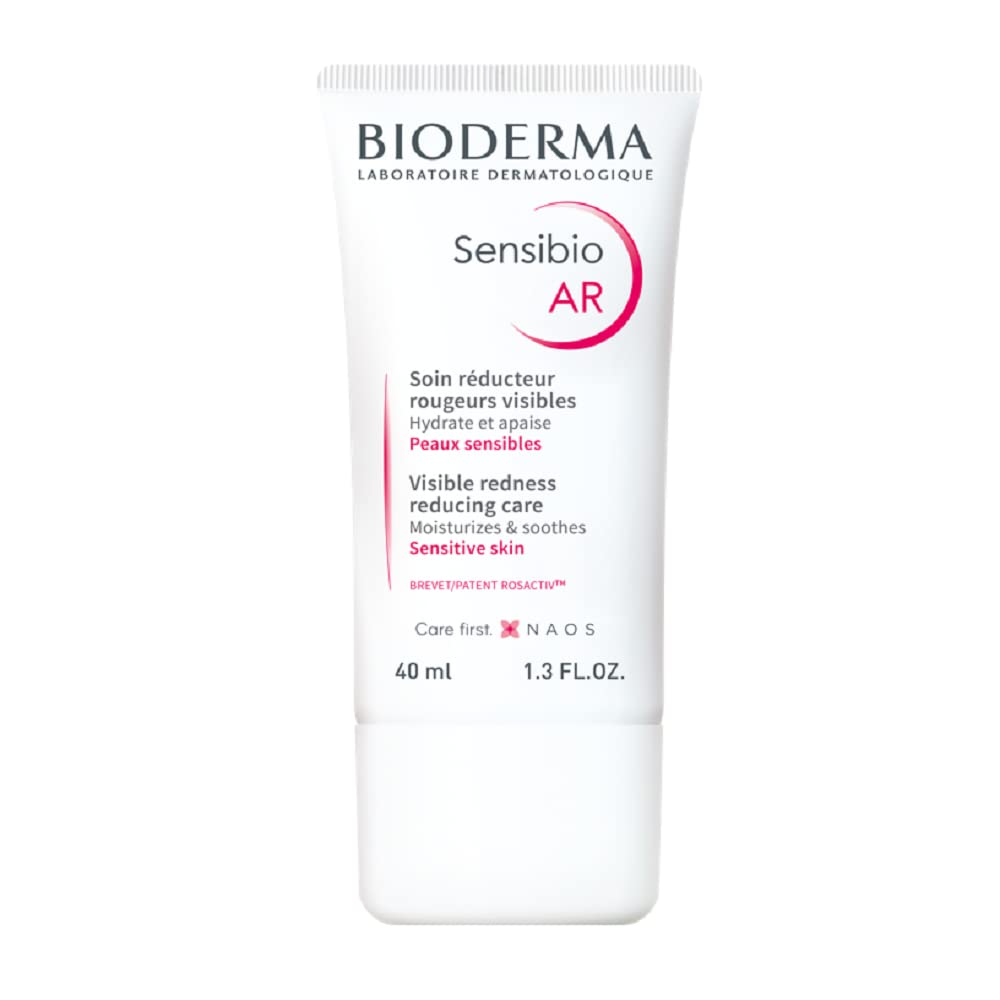 BIODERMA
LABORATOIRE DERMATOLOGIQUE
Sensibio
AR
Soin réducteur
rougeurs visibles
Hydrate et apaise
Peaux sensibles
Visible redness
reducing care
Moisturizes & soothes
Sensitive skin
BREVET/PATENT ROSACTIV™
Care first. NAOS
40 ml 1.3 FL.OZ.